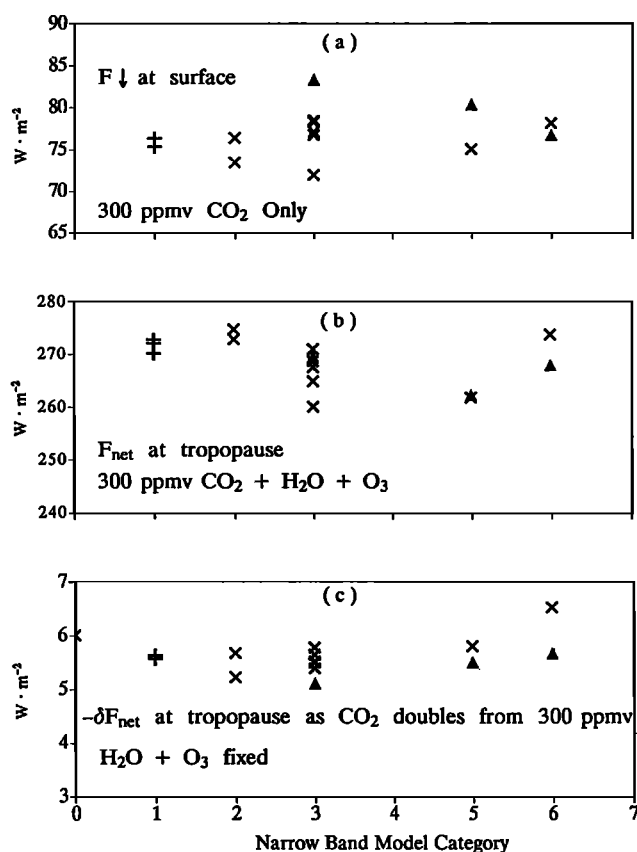 (a)
F ↓ at surface
300 ppmv CO₂ Only
W · m⁻²
90
85
80
75
70
65
(b)
Fnet at tropopause
300 ppmv CO₂ + H₂O + O₃
W · m⁻²
280
270
260
250
240
(c)
–δFnet at tropopause as CO₂ doubles from 300 ppmv
H₂O + O₃ fixed
W · m⁻²
7
6
5
4
3
0 1 2 3 4 5 6 7
Narrow Band Model Category